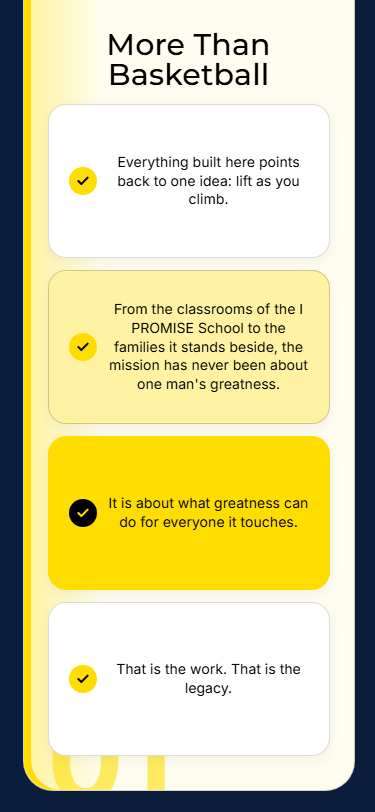 More Than
Basketball
Everything built here points
back to one idea: lift as you
climb.
From the classrooms of the I
PROMISE School to the
families it stands beside, the
mission has never been about
one man's greatness.
It is about what greatness can
do for everyone it touches.
That is the work. That is the
legacy.